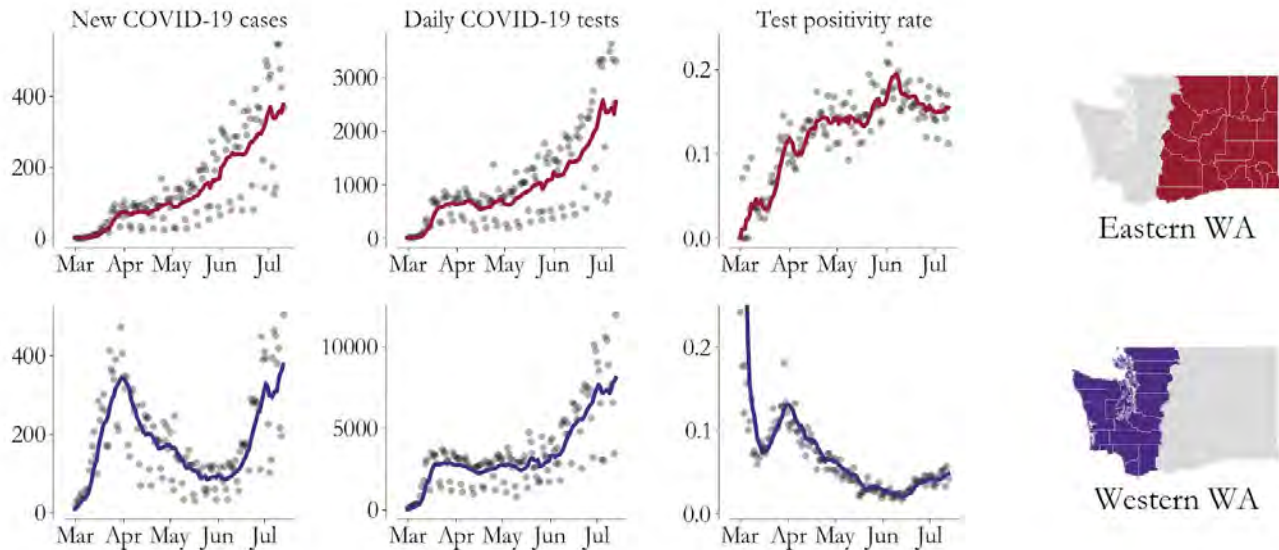 New COVID-19 cases
Daily COVID-19 tests
Test positivity rate
400
200
0
Mar Apr May Jun Jul
3000
2000
1000
0
Mar Apr May Jun Jul
0.2
0.1
0.0
Mar Apr May Jun Jul
Eastern WA
400
200
0
Mar Apr May Jun Jul
10000
5000
0
Mar Apr May Jun Jul
0.2
0.1
0.0
Mar Apr May Jun Jul
Western WA